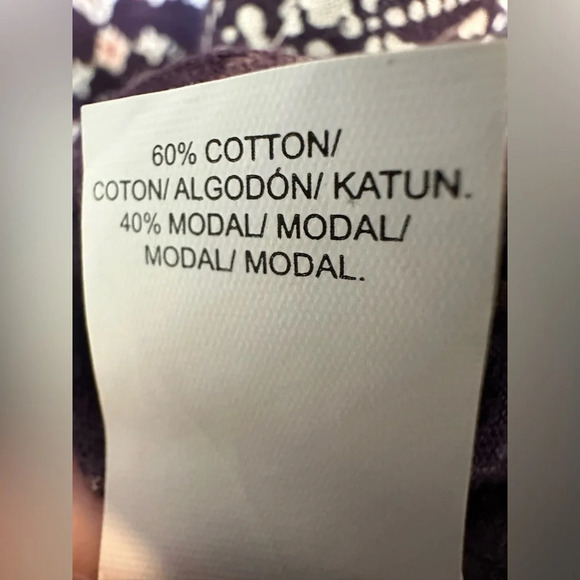 60% COTTON/
COTON/ ALGODÓN/ KATUN.
40% MODAL/ MODAL/
MODAL/ MODAL.